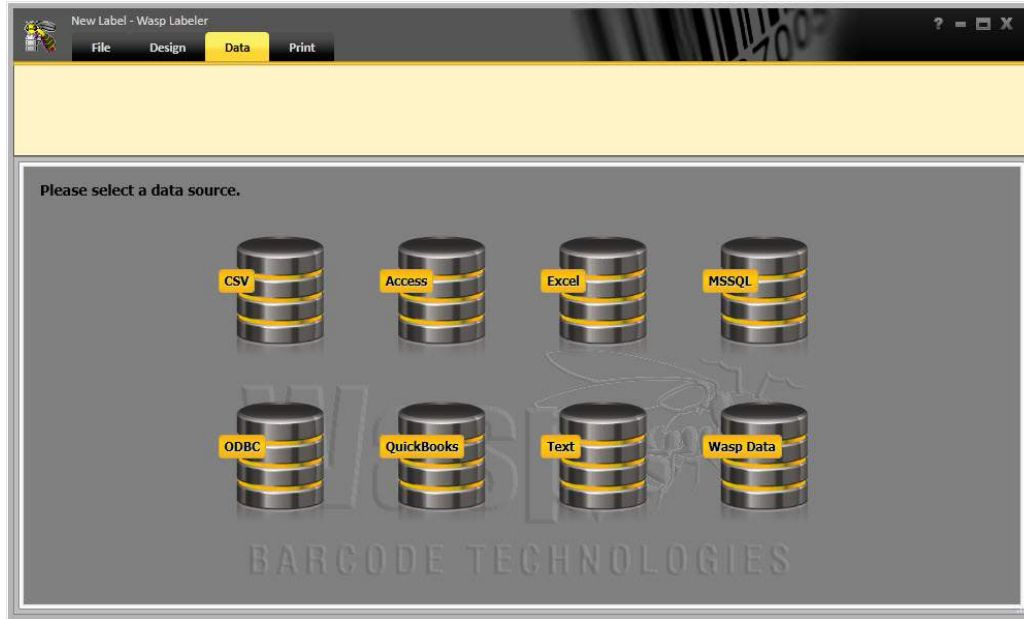 New Label - Wasp Labeler
File Design Data Print
? X
Please select a data source.
CSV Access Excel MSSQL
ODBC QuickBooks Text Wasp Data
Wasp
BARCODE TECHNOLOGIES